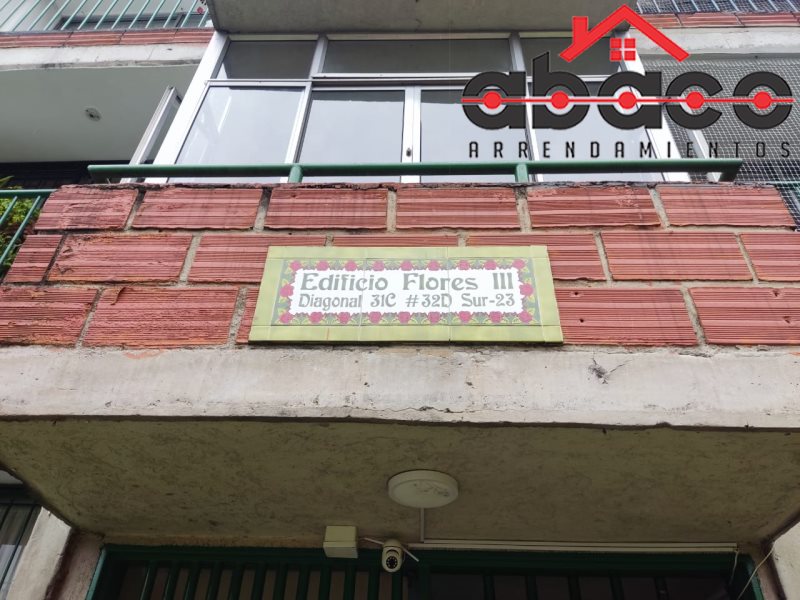 abaco
ARRENDAMIENTOS
Edificio Flores III
Diagonal 31C # 32D Sur-23